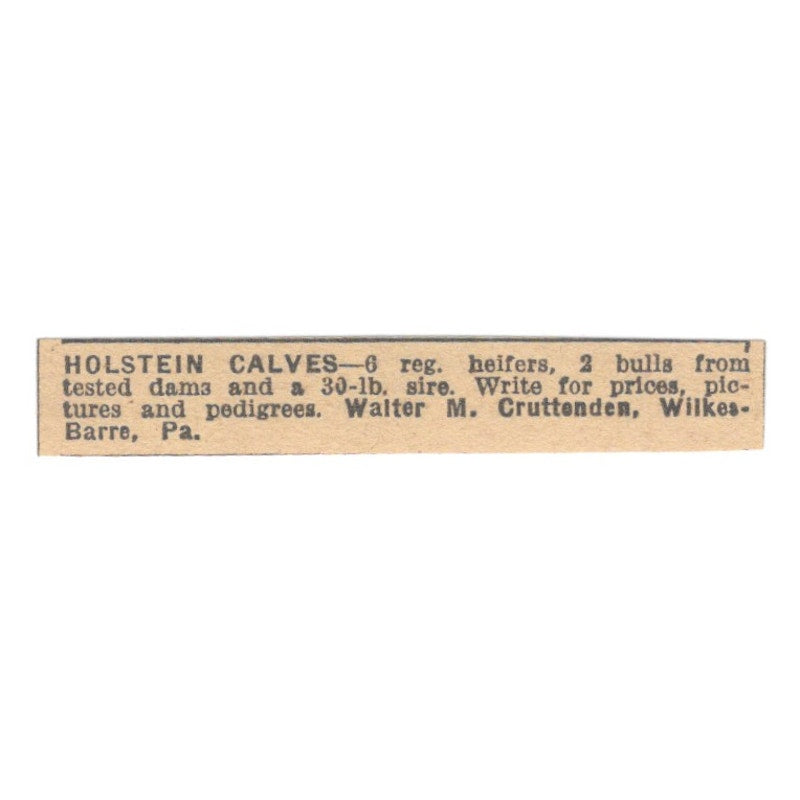 HOLSTEIN CALVES—6 reg. heifers, 2 bulls from
tested dams and a 30-lb. sire. Write for prices, pic-
tures and pedigrees. Walter M. Cruttenden, Wilkes-
Barre, Pa.